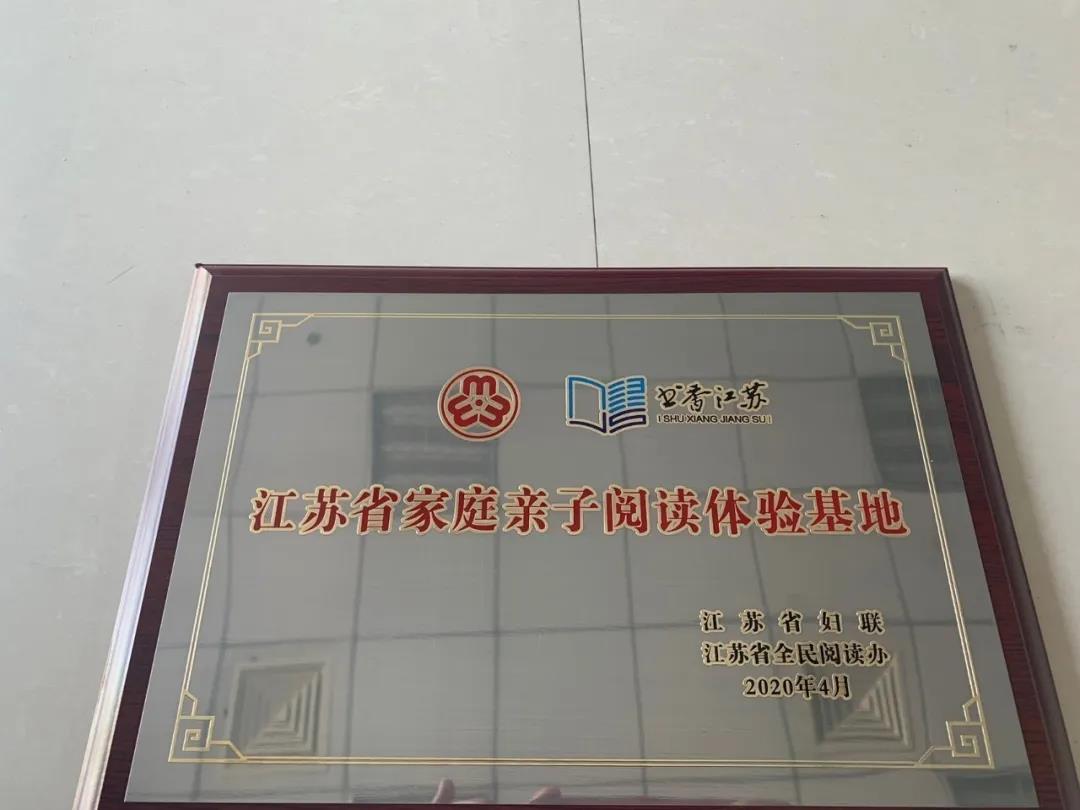 书香江苏
SHU XIANG JIANG SU
江苏省家庭亲子阅读体验基地
江苏省妇联
江苏省全民阅读办
2020年4月